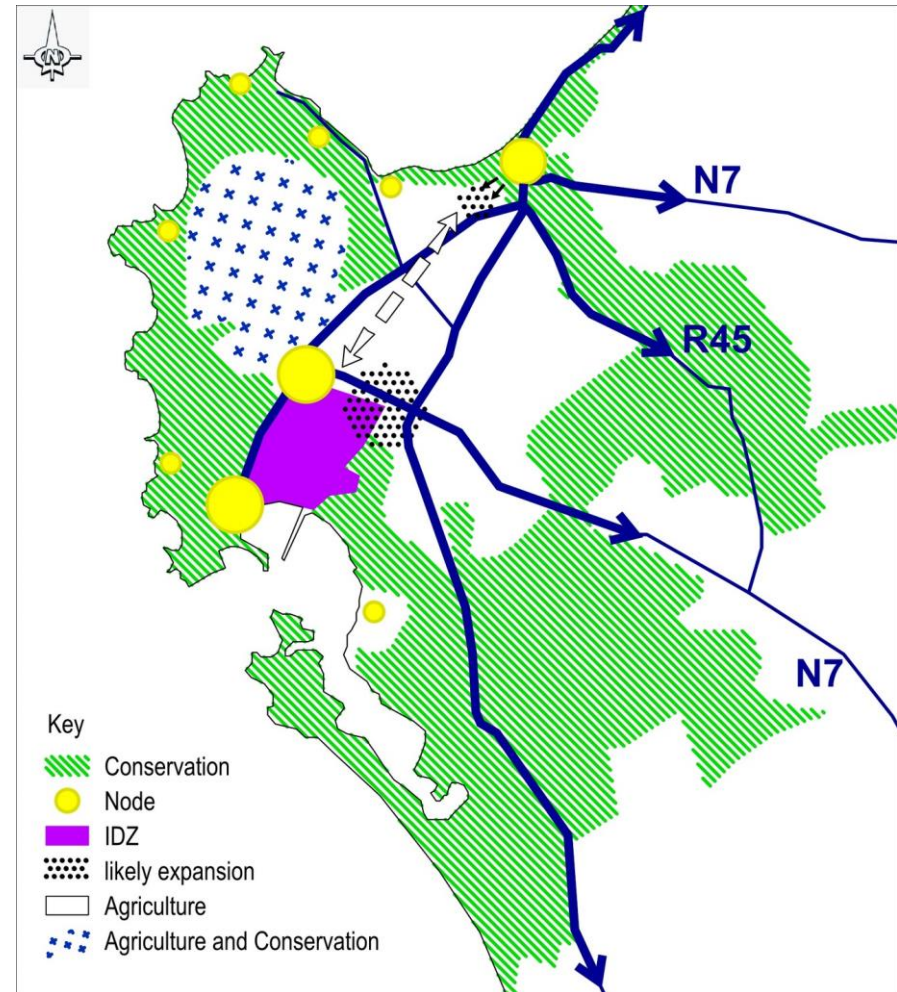 N
N7
R45
N7
Key
Conservation
Node
IDZ
likely expansion
Agriculture
Agriculture and Conservation